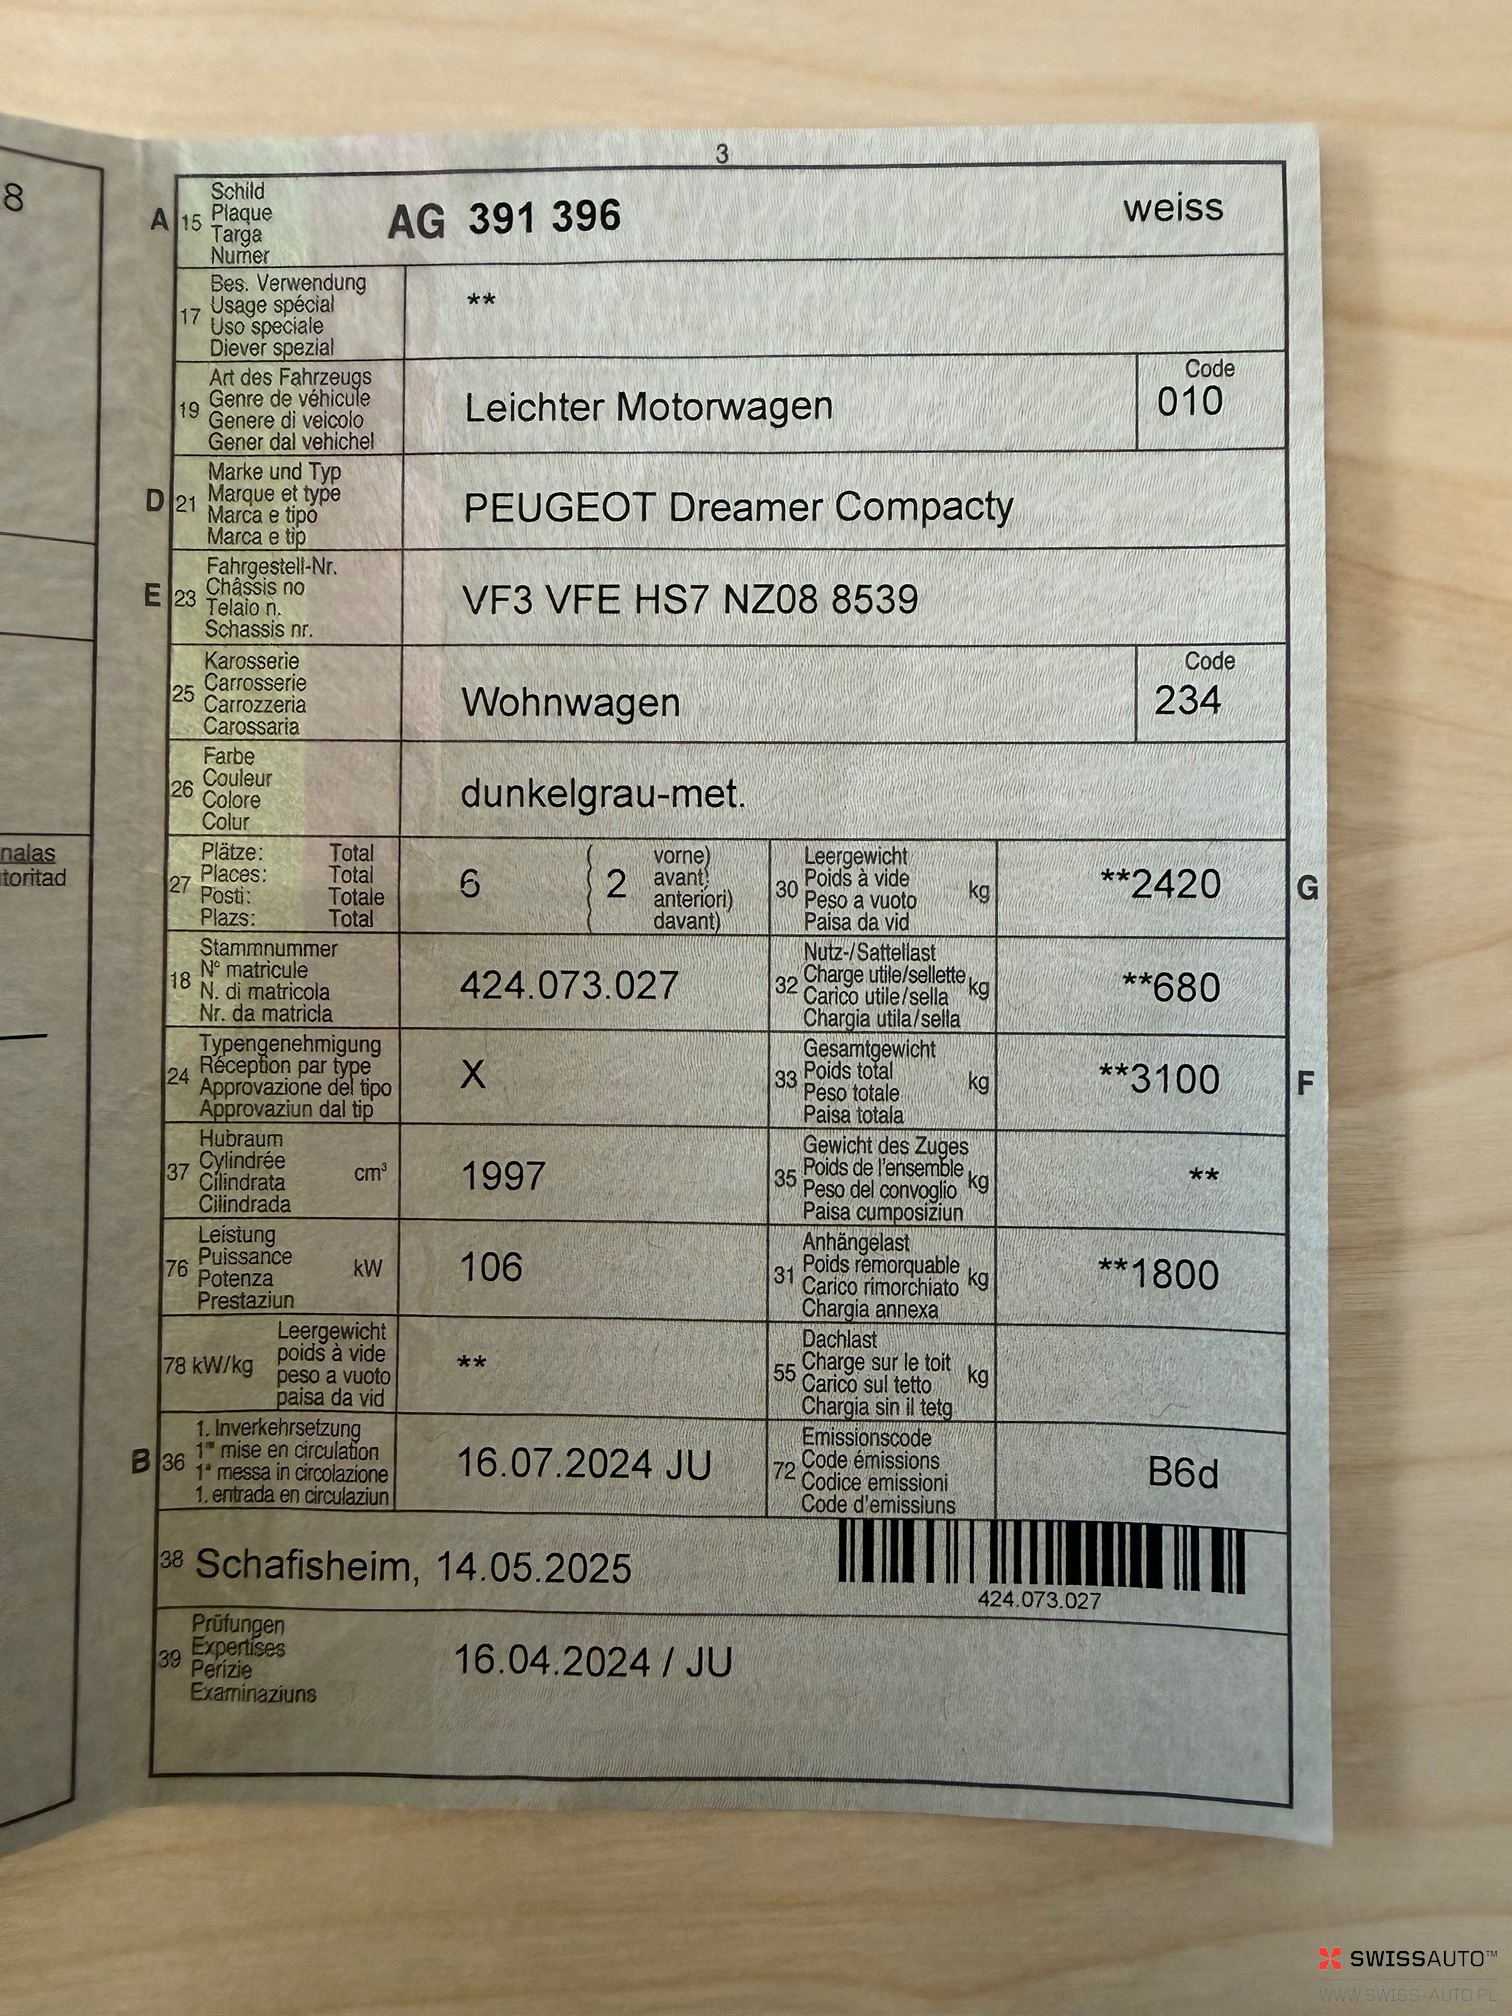 3
8
nalas
toritad
A 15 Schild
Plaque
Targa
Numer
AG 391 396
weiss
17 Bes. Verwendung
Usage spécial
Uso speciale
Diever spezial
**
19 Art des Fahrzeugs
Genre de véhicule
Genere di veicolo
Gener dal vehichel
Leichter Motorwagen
Code
010
D 21 Marke und Typ
Marque et type
Marca e tipo
Marca e tip
PEUGEOT Dreamer Compacty
E 23 Fahrgestell-Nr.
Châssis no
Telaio n.
Schassis nr.
VF3 VFE HS7 NZ08 8539
25 Karosserie
Carrosserie
Carrozzeria
Carossaria
Wohnwagen
Code
234
26 Farbe
Couleur
Colore
Colur
dunkelgrau-met.
27 Plätze: Total
Places: Total
Posti: Totale
Plazs: Total
6 ( 2 vorne)
avant)
anteriori)
davant)
30 Leergewicht
Poids à vide kg
Peso a vuoto
Paisa da vid
**2420 G
18 Stammnummer
N° matricule
N. di matricola
Nr. da matricla
424.073.027
32 Nutz-/Sattellast
Charge utile/sellette kg
Carico utile/sella
Chargia utila/sella
**680
24 Typengenehmigung
Réception par type
Approvazione del tipo
Approvaziun dal tip
X
33 Gesamtgewicht
Poids total kg
Peso totale
Paisa totala
**3100 F
37 Hubraum
Cylindrée cm³
Cilindrata
Cilindrada
1997
35 Gewicht des Zuges
Poids de l'ensemble kg
Peso del convoglio
Paisa cumposiziun
**
76 Leistung
Puissance kW
Potenza
Prestaziun
106
31 Anhängelast
Poids remorquable kg
Carico rimorchiato
Chargia annexa
**1800
78 kW/kg Leergewicht
poids à vide
peso a vuoto
paisa da vid
**
55 Dachlast
Charge sur le toit kg
Carico sul tetto
Chargia sin il tetg
B 36 1. Inverkehrsetzung
1re mise en circulation
1a messa in circolazione
1. entrada en circulaziun
16.07.2024 JU
72 Emissionscode
Code émissions
Codice emissioni
Code d'emissiuns
B6d
38 Schafisheim, 14.05.2025
424.073.027
39 Prüfungen
Expertises
Perizie
Examinaziuns
16.04.2024 / JU
SWISSAUTO™
WWW.SWISS-AUTO.PL